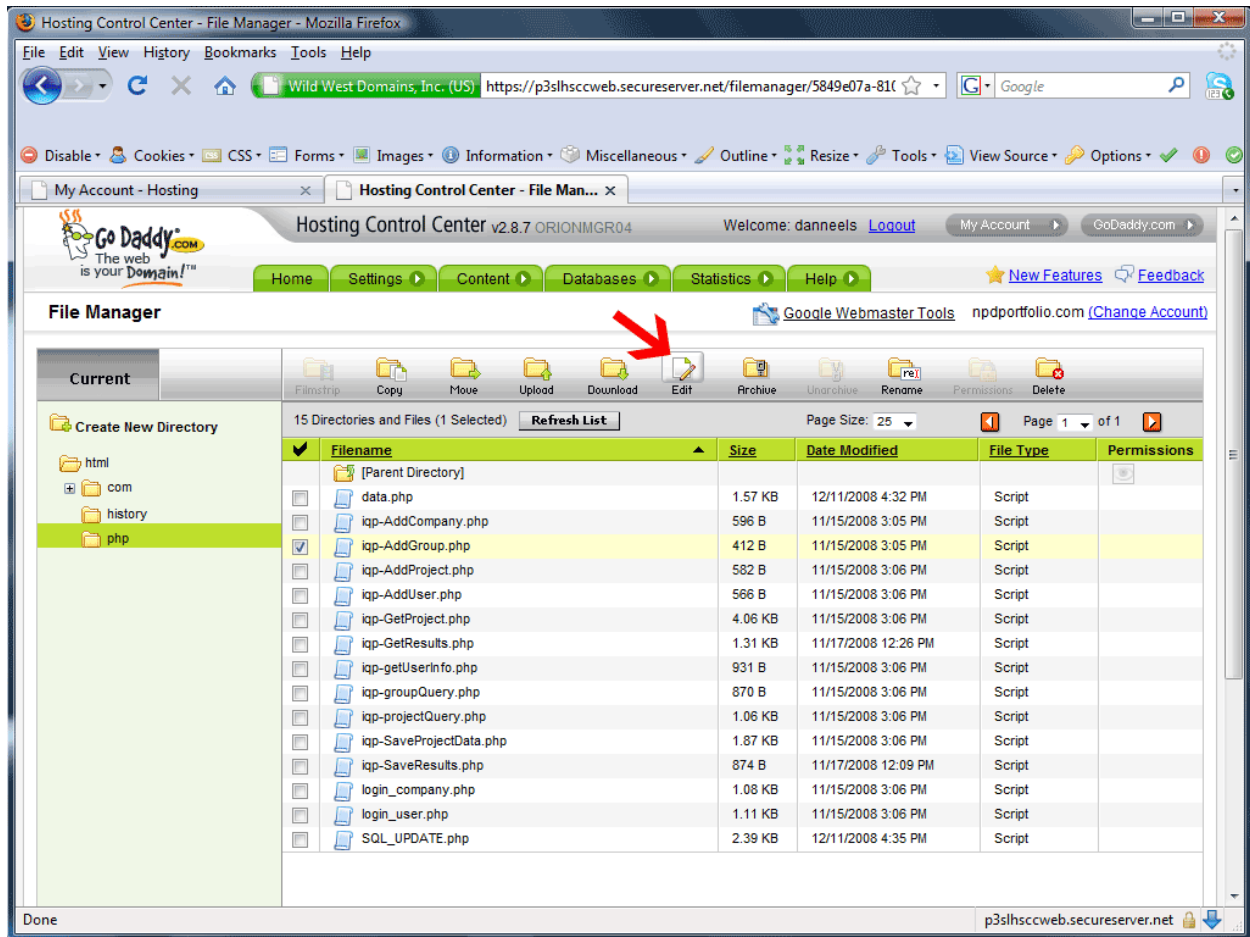 Hosting Control Center - File Manager - Mozilla Firefox
File Edit View History Bookmarks Tools Help
Wild West Domains, Inc. (US) https://p3slhsccweb.secureserver.net/filemanager/5849e07a-81( G Google
Disable Cookies CSS Forms Images Information Miscellaneous Outline Resize Tools View Source Options
My Account - Hosting Hosting Control Center - File Man...
Go Daddy.COM
The web
is your Domain!™
Hosting Control Center v2.8.7 ORIONMGR04 Welcome: danneels Logout My Account GoDaddy.com
Home Settings Content Databases Statistics Help New Features Feedback
File Manager Google Webmaster Tools npdportfolio.com (Change Account)
Current
Filmstrip Copy Move Upload Download Edit Archive Unarchive Rename Permissions Delete
Create New Directory
html
com
history
php
15 Directories and Files (1 Selected) Refresh List Page Size: 25 Page 1 of 1
Filename Size Date Modified File Type Permissions
[Parent Directory]
data.php 1.57 KB 12/11/2008 4:32 PM Script
iqp-AddCompany.php 596 B 11/15/2008 3:05 PM Script
iqp-AddGroup.php 412 B 11/15/2008 3:05 PM Script
iqp-AddProject.php 582 B 11/15/2008 3:06 PM Script
iqp-AddUser.php 566 B 11/15/2008 3:06 PM Script
iqp-GetProject.php 4.06 KB 11/15/2008 3:06 PM Script
iqp-GetResults.php 1.31 KB 11/17/2008 12:26 PM Script
iqp-getUserInfo.php 931 B 11/15/2008 3:06 PM Script
iqp-groupQuery.php 870 B 11/15/2008 3:06 PM Script
iqp-projectQuery.php 1.06 KB 11/15/2008 3:06 PM Script
iqp-SaveProjectData.php 1.87 KB 11/15/2008 3:06 PM Script
iqp-SaveResults.php 874 B 11/17/2008 12:09 PM Script
login_company.php 1.08 KB 11/15/2008 3:06 PM Script
login_user.php 1.11 KB 11/15/2008 3:06 PM Script
SQL_UPDATE.php 2.39 KB 12/11/2008 4:35 PM Script
Done p3slhsccweb.secureserver.net